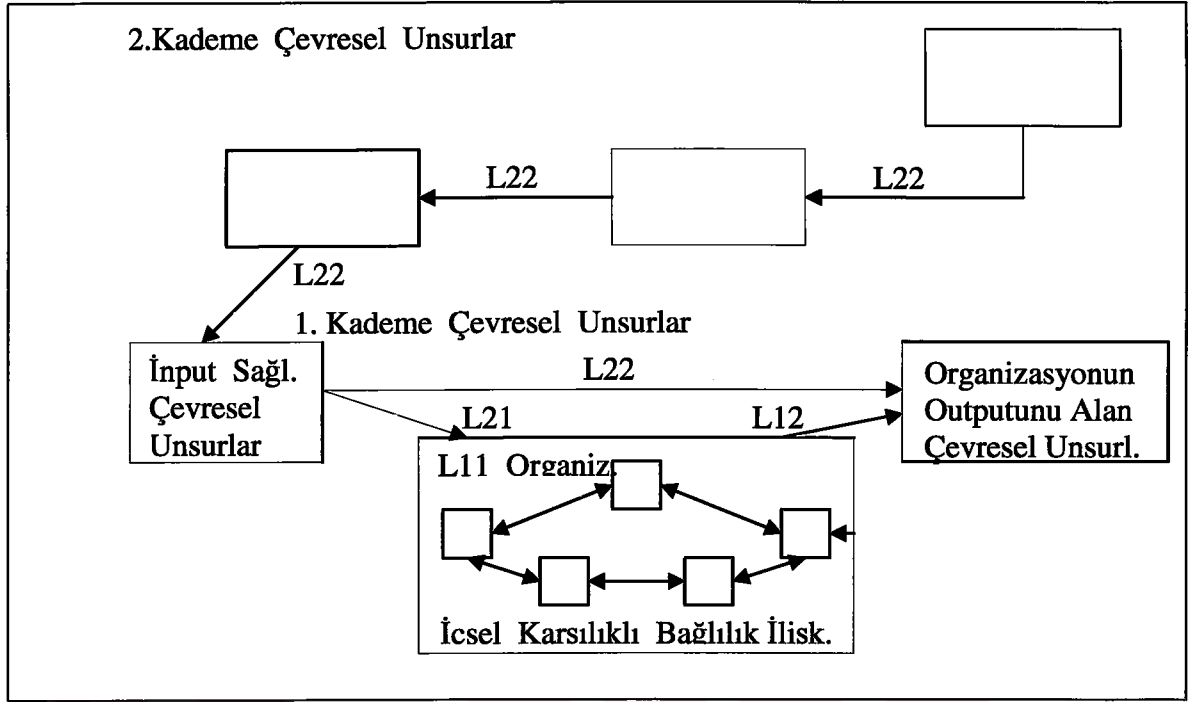 2.Kademe Çevresel Unsurlar
L22
L22
L22
1. Kademe Çevresel Unsurlar
İnput Sağl.
Çevresel
Unsurlar
L22
Organizasyonun
Outputunu Alan
Çevresel Unsurl.
L21
L12
L11 Organiz.
İcsel Karsılıklı Bağlılık İlisk.